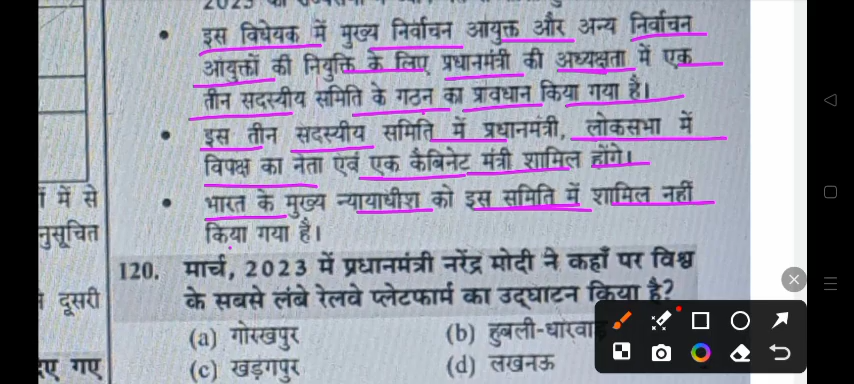 • इस विधेयक में मुख्य निर्वाचन आयुक्त और अन्य निर्वाचन
आयुक्तों की नियुक्ति के लिए प्रधानमंत्री की अध्यक्षता में एक
तीन सदस्यीय समिति के गठन का प्रावधान किया गया है।
• इस तीन सदस्यीय समिति में प्रधानमंत्री, लोकसभा में
विपक्ष का नेता एवं एक कैबिनेट मंत्री शामिल होंगे।
में से
• भारत के मुख्य न्यायाधीश को इस समिति में शामिल नहीं
नुसूचित
किया गया है।
120. मार्च, 2023 में प्रधानमंत्री नरेंद्र मोदी ने कहाँ पर विश्व
दूसरी
के सबसे लंबे रेलवे प्लेटफार्म का उद्घाटन किया है?
(a) गोरखपुर (b) हुबली-धारवाड़
गए
(c) खड़गपुर (d) लखनऊ